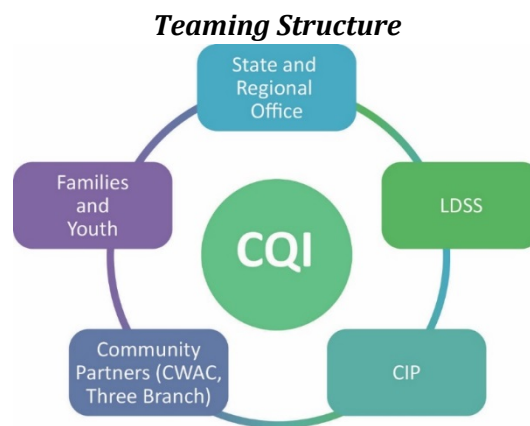 Teaming Structure
State and
Regional
Office
Families
and
Youth
LDSS
CQI
Community
Partners (CWAC,
Three Branch)
CIP